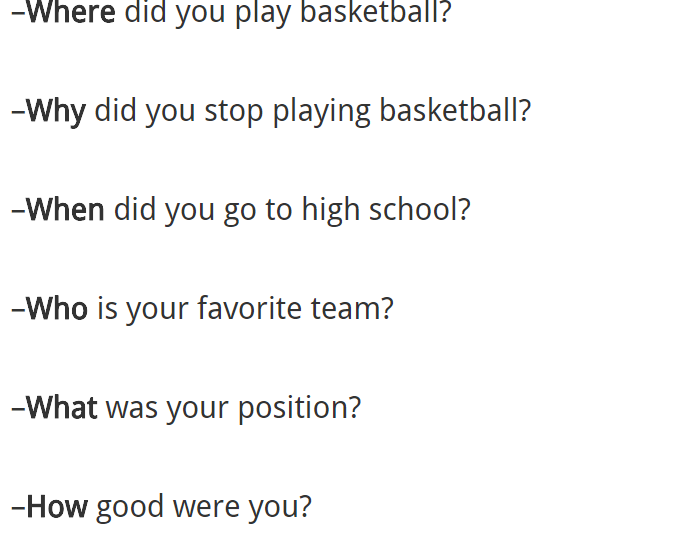 –Where did you play basketball?
–Why did you stop playing basketball?
–When did you go to high school?
–Who is your favorite team?
–What was your position?
–How good were you?